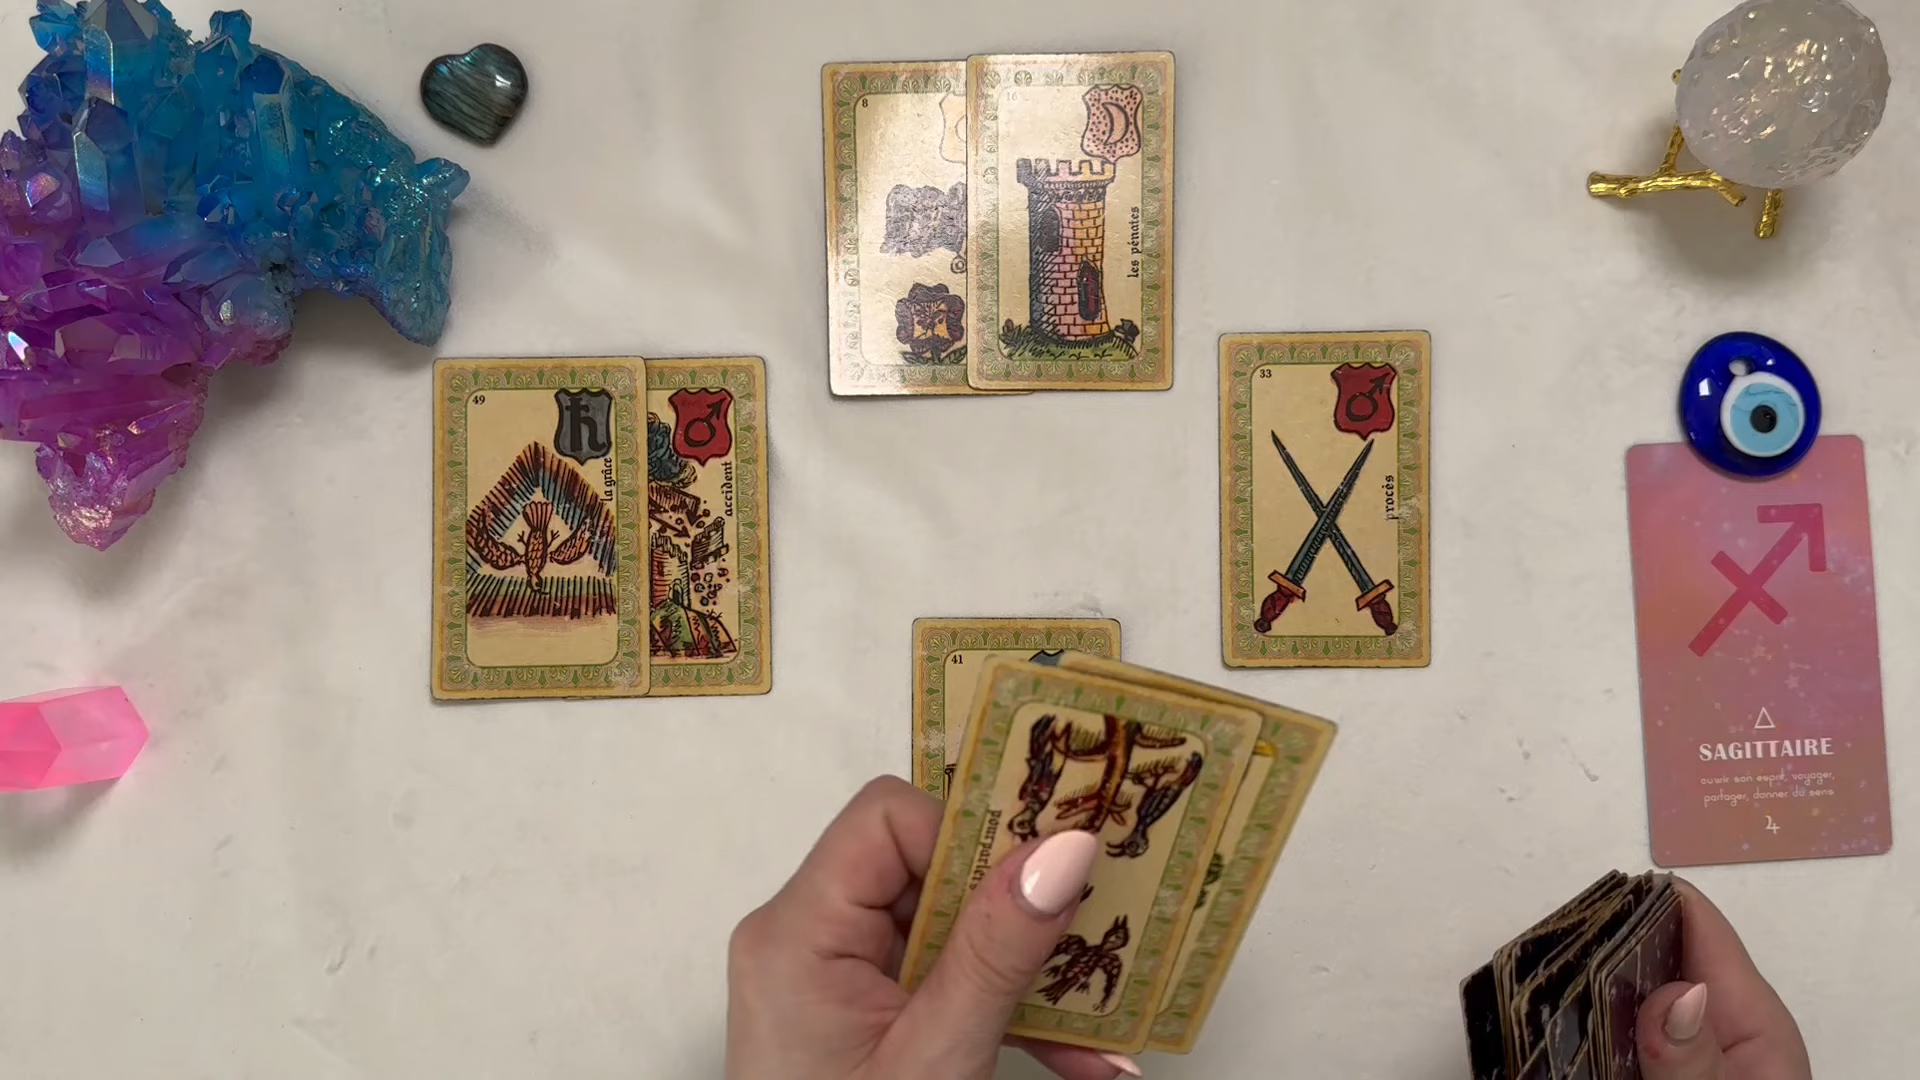 8
16
les pénates
49
la grâce
accident
33
procès
41
pourparlers
SAGITTAIRE
ouvrir son esprit, voyager,
partager, donner du sens